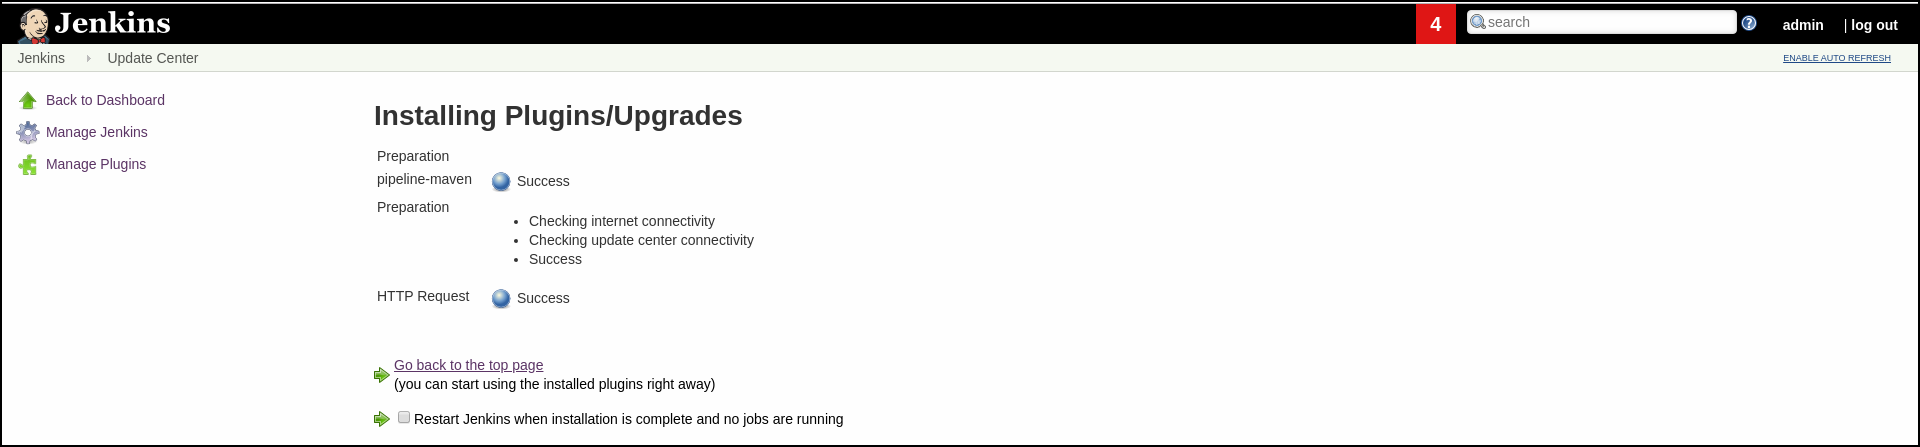 Jenkins 4 search admin | log out
Jenkins Update Center ENABLE AUTO REFRESH
Back to Dashboard
Manage Jenkins
Manage Plugins
Installing Plugins/Upgrades
Preparation
pipeline-maven Success
Preparation
• Checking internet connectivity
• Checking update center connectivity
• Success
HTTP Request Success
Go back to the top page
(you can start using the installed plugins right away)
Restart Jenkins when installation is complete and no jobs are running